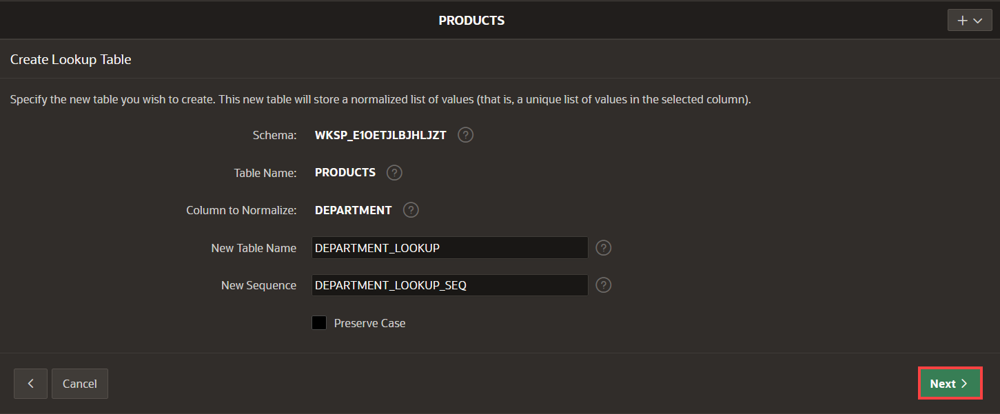 PRODUCTS
Create Lookup Table
Specify the new table you wish to create. This new table will store a normalized list of values (that is, a unique list of values in the selected column).
Schema: WKSP_E1OETJLBJHLJZT ?
Table Name: PRODUCTS ?
Column to Normalize: DEPARTMENT ?
New Table Name DEPARTMENT_LOOKUP ?
New Sequence DEPARTMENT_LOOKUP_SEQ ?
Preserve Case
Cancel Next